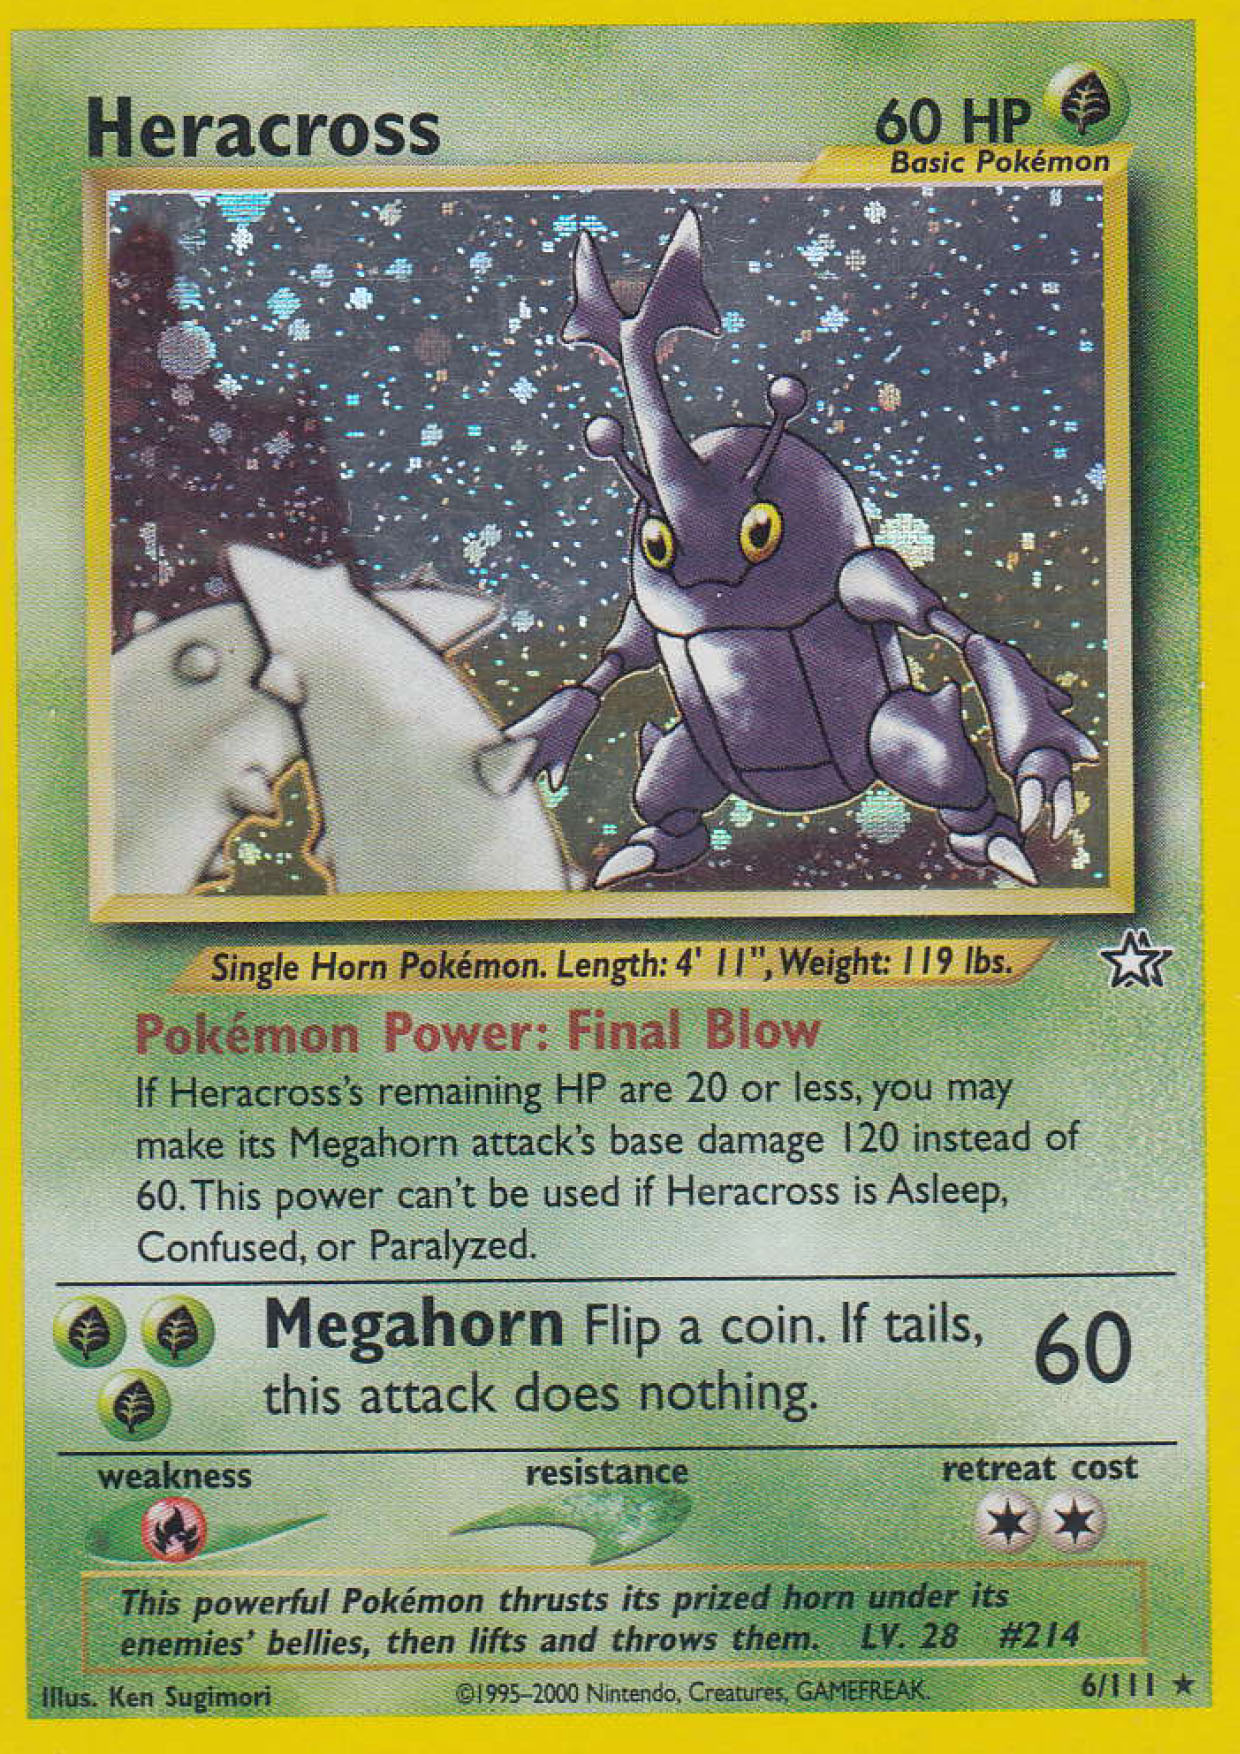 Heracross
60 HP
Basic Pokémon
Single Horn Pokémon. Length: 4' 11", Weight: 119 lbs.
Pokémon Power: Final Blow
If Heracross's remaining HP are 20 or less, you may
make its Megahorn attack's base damage 120 instead of
60. This power can't be used if Heracross is Asleep,
Confused, or Paralyzed.
Megahorn Flip a coin. If tails, 60
this attack does nothing.
weakness resistance retreat cost
This powerful Pokémon thrusts its prized horn under its
enemies' bellies, then lifts and throws them. LV. 28 #214
Illus. Ken Sugimori ©1995–2000 Nintendo, Creatures, GAMEFREAK. 6/111 ★